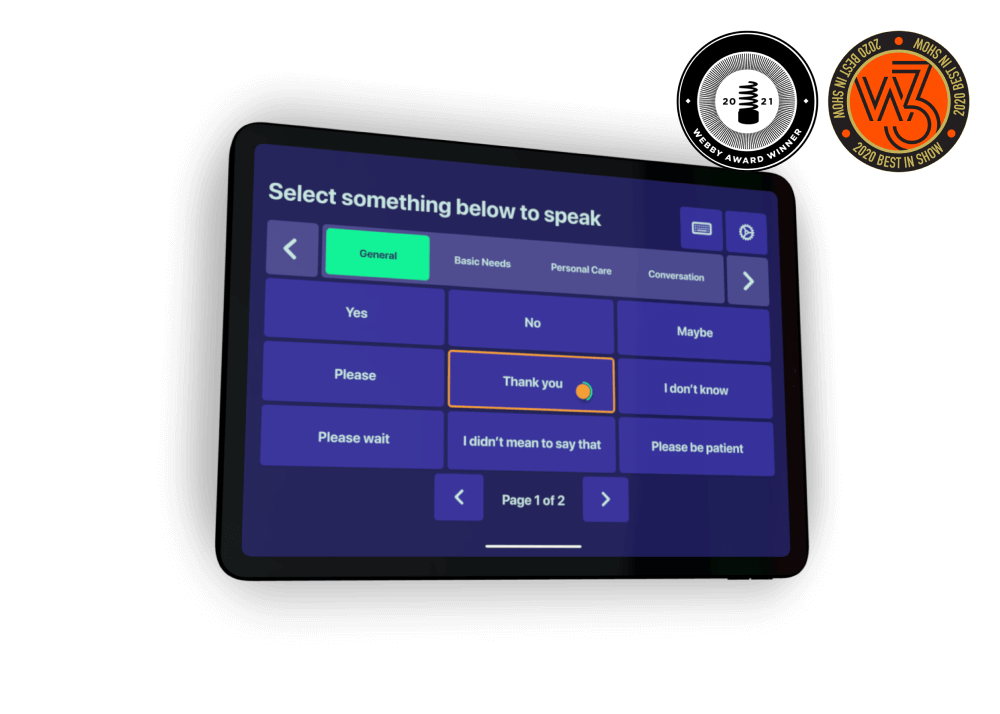 20 21
WEBBY AWARD WINNER
2020 BEST IN SHOW
2020 BEST IN SHOW
2020 BEST IN SHOW
W3
Select something below to speak
General
Basic Needs
Personal Care
Conversation
Yes
No
Maybe
Please
Thank you
I don’t know
Please wait
I didn’t mean to say that
Please be patient
Page 1 of 2